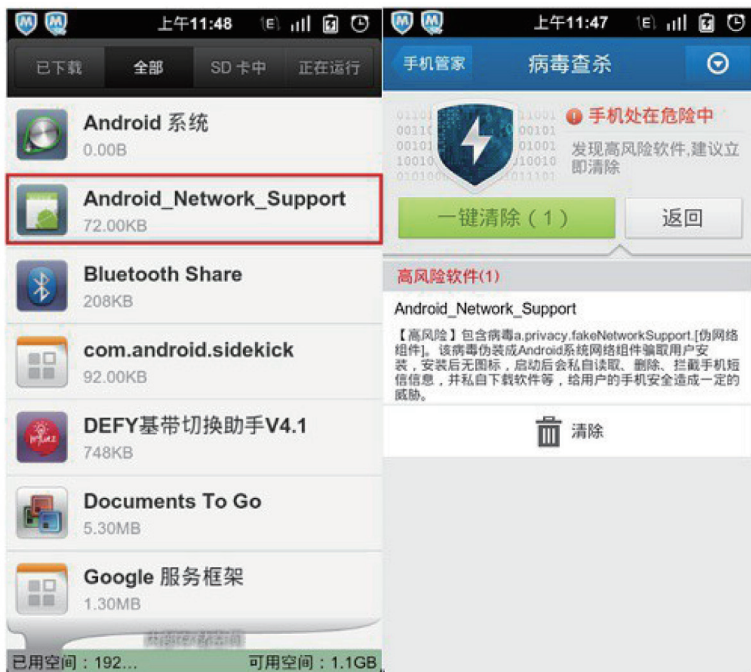 上午11:48
已下载 全部 SD 卡中 正在运行
Android 系统
0.00B
Android_Network_Support
72.00KB
Bluetooth Share
208KB
com.android.sidekick
92.00KB
DEFY基带切换助手V4.1
748KB
Documents To Go
5.30MB
Google 服务框架
1.30MB
已用空间：192... 可用空间：1.1GB
上午11:47
手机管家 病毒查杀
手机处在危险中
发现高风险软件,建议立
即清除
一键清除（1） 返回
高风险软件(1)
Android_Network_Support
【高风险】包含病毒a.privacy.fakeNetworkSupport.[伪网络
组件]。该病毒伪装成Android系统网络组件骗取用户安
装，安装后无图标，启动后会私自读取、删除、拦截手机短
信信息，并私自下载软件等，给用户的手机安全造成一定的
威胁。
清除